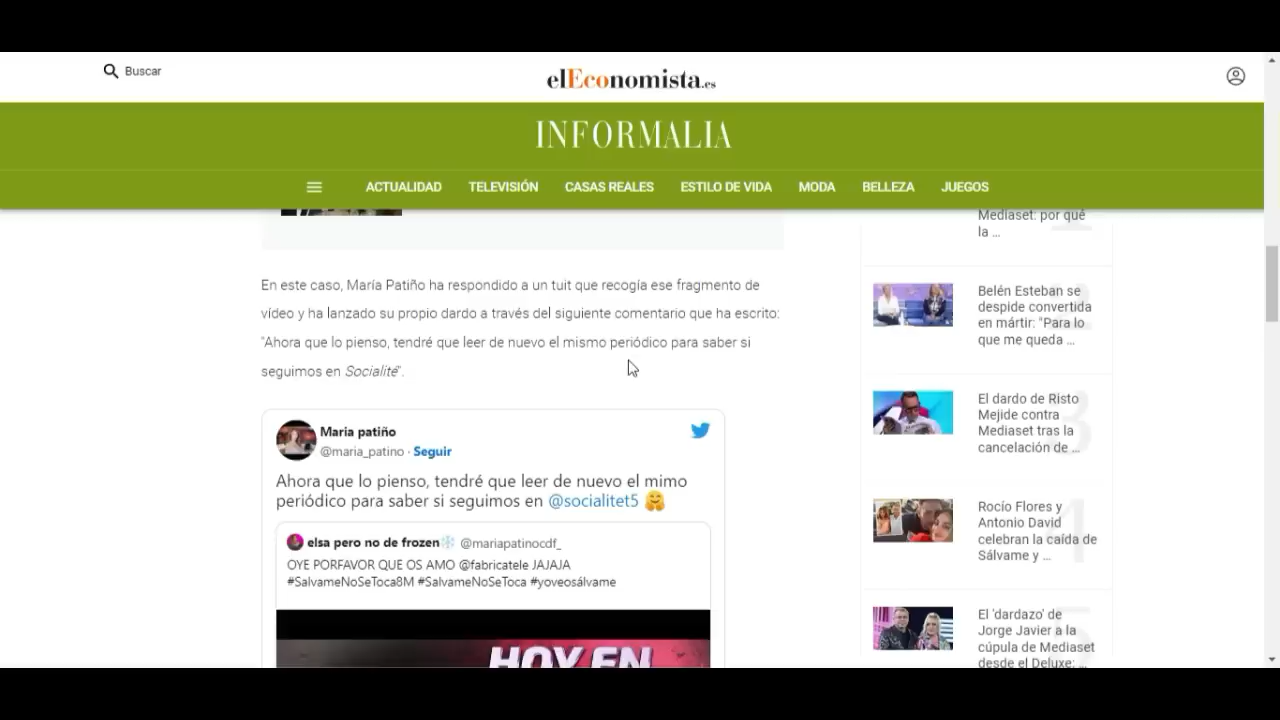 Buscar
elEconomista.es
INFORMALIA
ACTUALIDAD TELEVISIÓN CASAS REALES ESTILO DE VIDA MODA BELLEZA JUEGOS
En este caso, María Patiño ha respondido a un tuit que recogía ese fragmento de
vídeo y ha lanzado su propio dardo a través del siguiente comentario que ha escrito:
"Ahora que lo pienso, tendré que leer de nuevo el mismo periódico para saber si
seguimos en Socialité".
Maria patiño
@maria_patino · Seguir
Ahora que lo pienso, tendré que leer de nuevo el mimo
periódico para saber si seguimos en @socialitet5 🤗
elsa pero no de frozen❄️ @mariapatinocdf_
OYE PORFAVOR QUE OS AMO @fabricatele JAJAJA
#SalvameNoSeToca8M #SalvameNoSeToca #yoveosálvame
HOY EN
Mediaset: por qué
la ...
1
Belén Esteban se
despide convertida
en mártir: "Para lo
que me queda ...
2
El dardo de Risto
Mejide contra
Mediaset tras la
cancelación de ...
3
Rocío Flores y
Antonio David
celebran la caída de
Sálvame y ...
4
El 'dardazo' de
Jorge Javier a la
cúpula de Mediaset
desde el Deluxe: ...
5